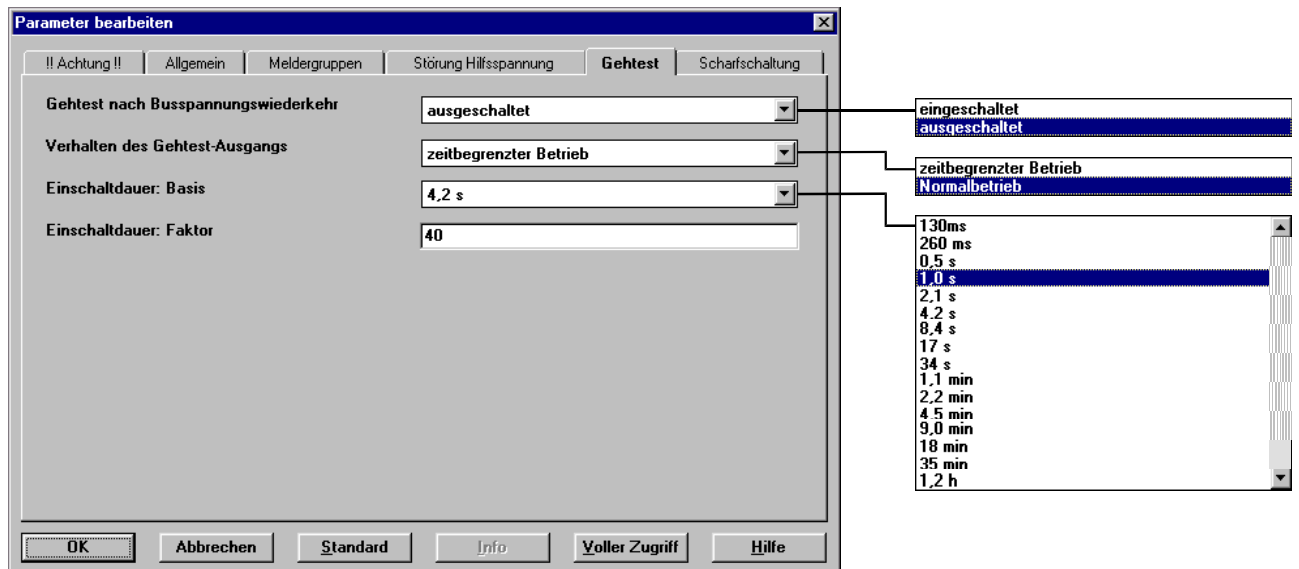 Parameter bearbeiten
!! Achtung !! Allgemein Meldergruppen Störung Hilfsspannung Gehtest Scharfschaltung
Gehtest nach Busspannungswiederkehr ausgeschaltet
Verhalten des Gehtest-Ausgangs zeitbegrenzter Betrieb
Einschaltdauer: Basis 4,2 s
Einschaltdauer: Faktor 40
OK Abbrechen Standard Info Voller Zugriff Hilfe
eingeschaltet
ausgeschaltet
zeitbegrenzter Betrieb
Normalbetrieb
130ms
260 ms
0,5 s
1,0 s
2,1 s
4.2 s
8,4 s
17 s
34 s
1,1 min
2,2 min
4.5 min
9,0 min
18 min
35 min
1,2 h